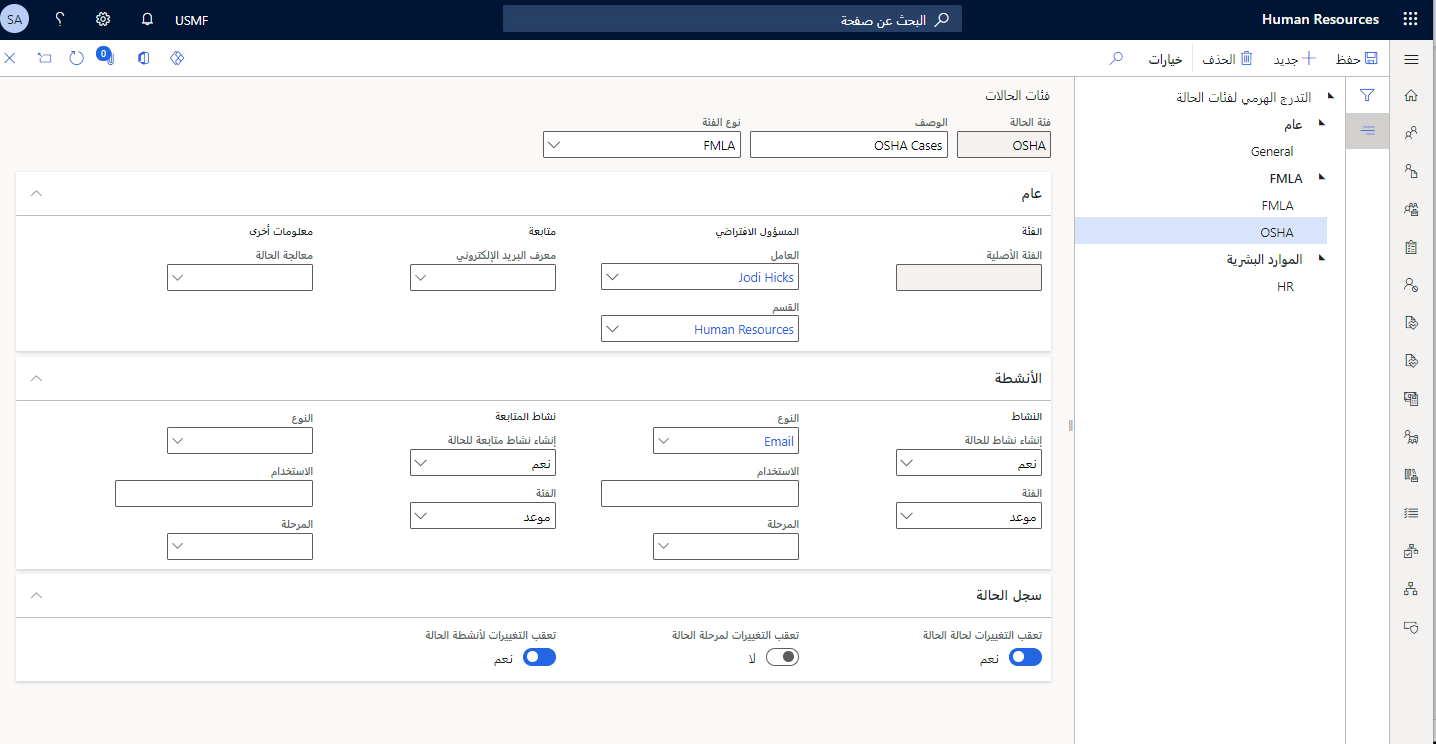 Human Resources
البحث عن صفحة
USMF
SA
حفظ
جديد
الحذف
خيارات
0
التدرج الهرمي لفئات الحالة
عام
General
FMLA
FMLA
OSHA
الموارد البشرية
HR
فئات الحالات
فئة الحالة
الوصف
نوع الفئة
OSHA
OSHA Cases
FMLA
عام
الفئة
المسؤول الافتراضي
متابعة
معلومات أخرى
الفئة الأصلية
العامل
معرف البريد الإلكتروني
معالجة الحالة
Jodi Hicks
القسم
Human Resources
الأنشطة
النشاط
النوع
نشاط المتابعة
النوع
إنشاء نشاط للحالة
Email
إنشاء نشاط متابعة للحالة
نعم
الاستخدام
نعم
الاستخدام
الفئة
الفئة
موعد
المرحلة
موعد
المرحلة
سجل الحالة
تعقب التغييرات لحالة الحالة
تعقب التغييرات لمرحلة الحالة
تعقب التغييرات لأنشطة الحالة
نعم
لا
نعم